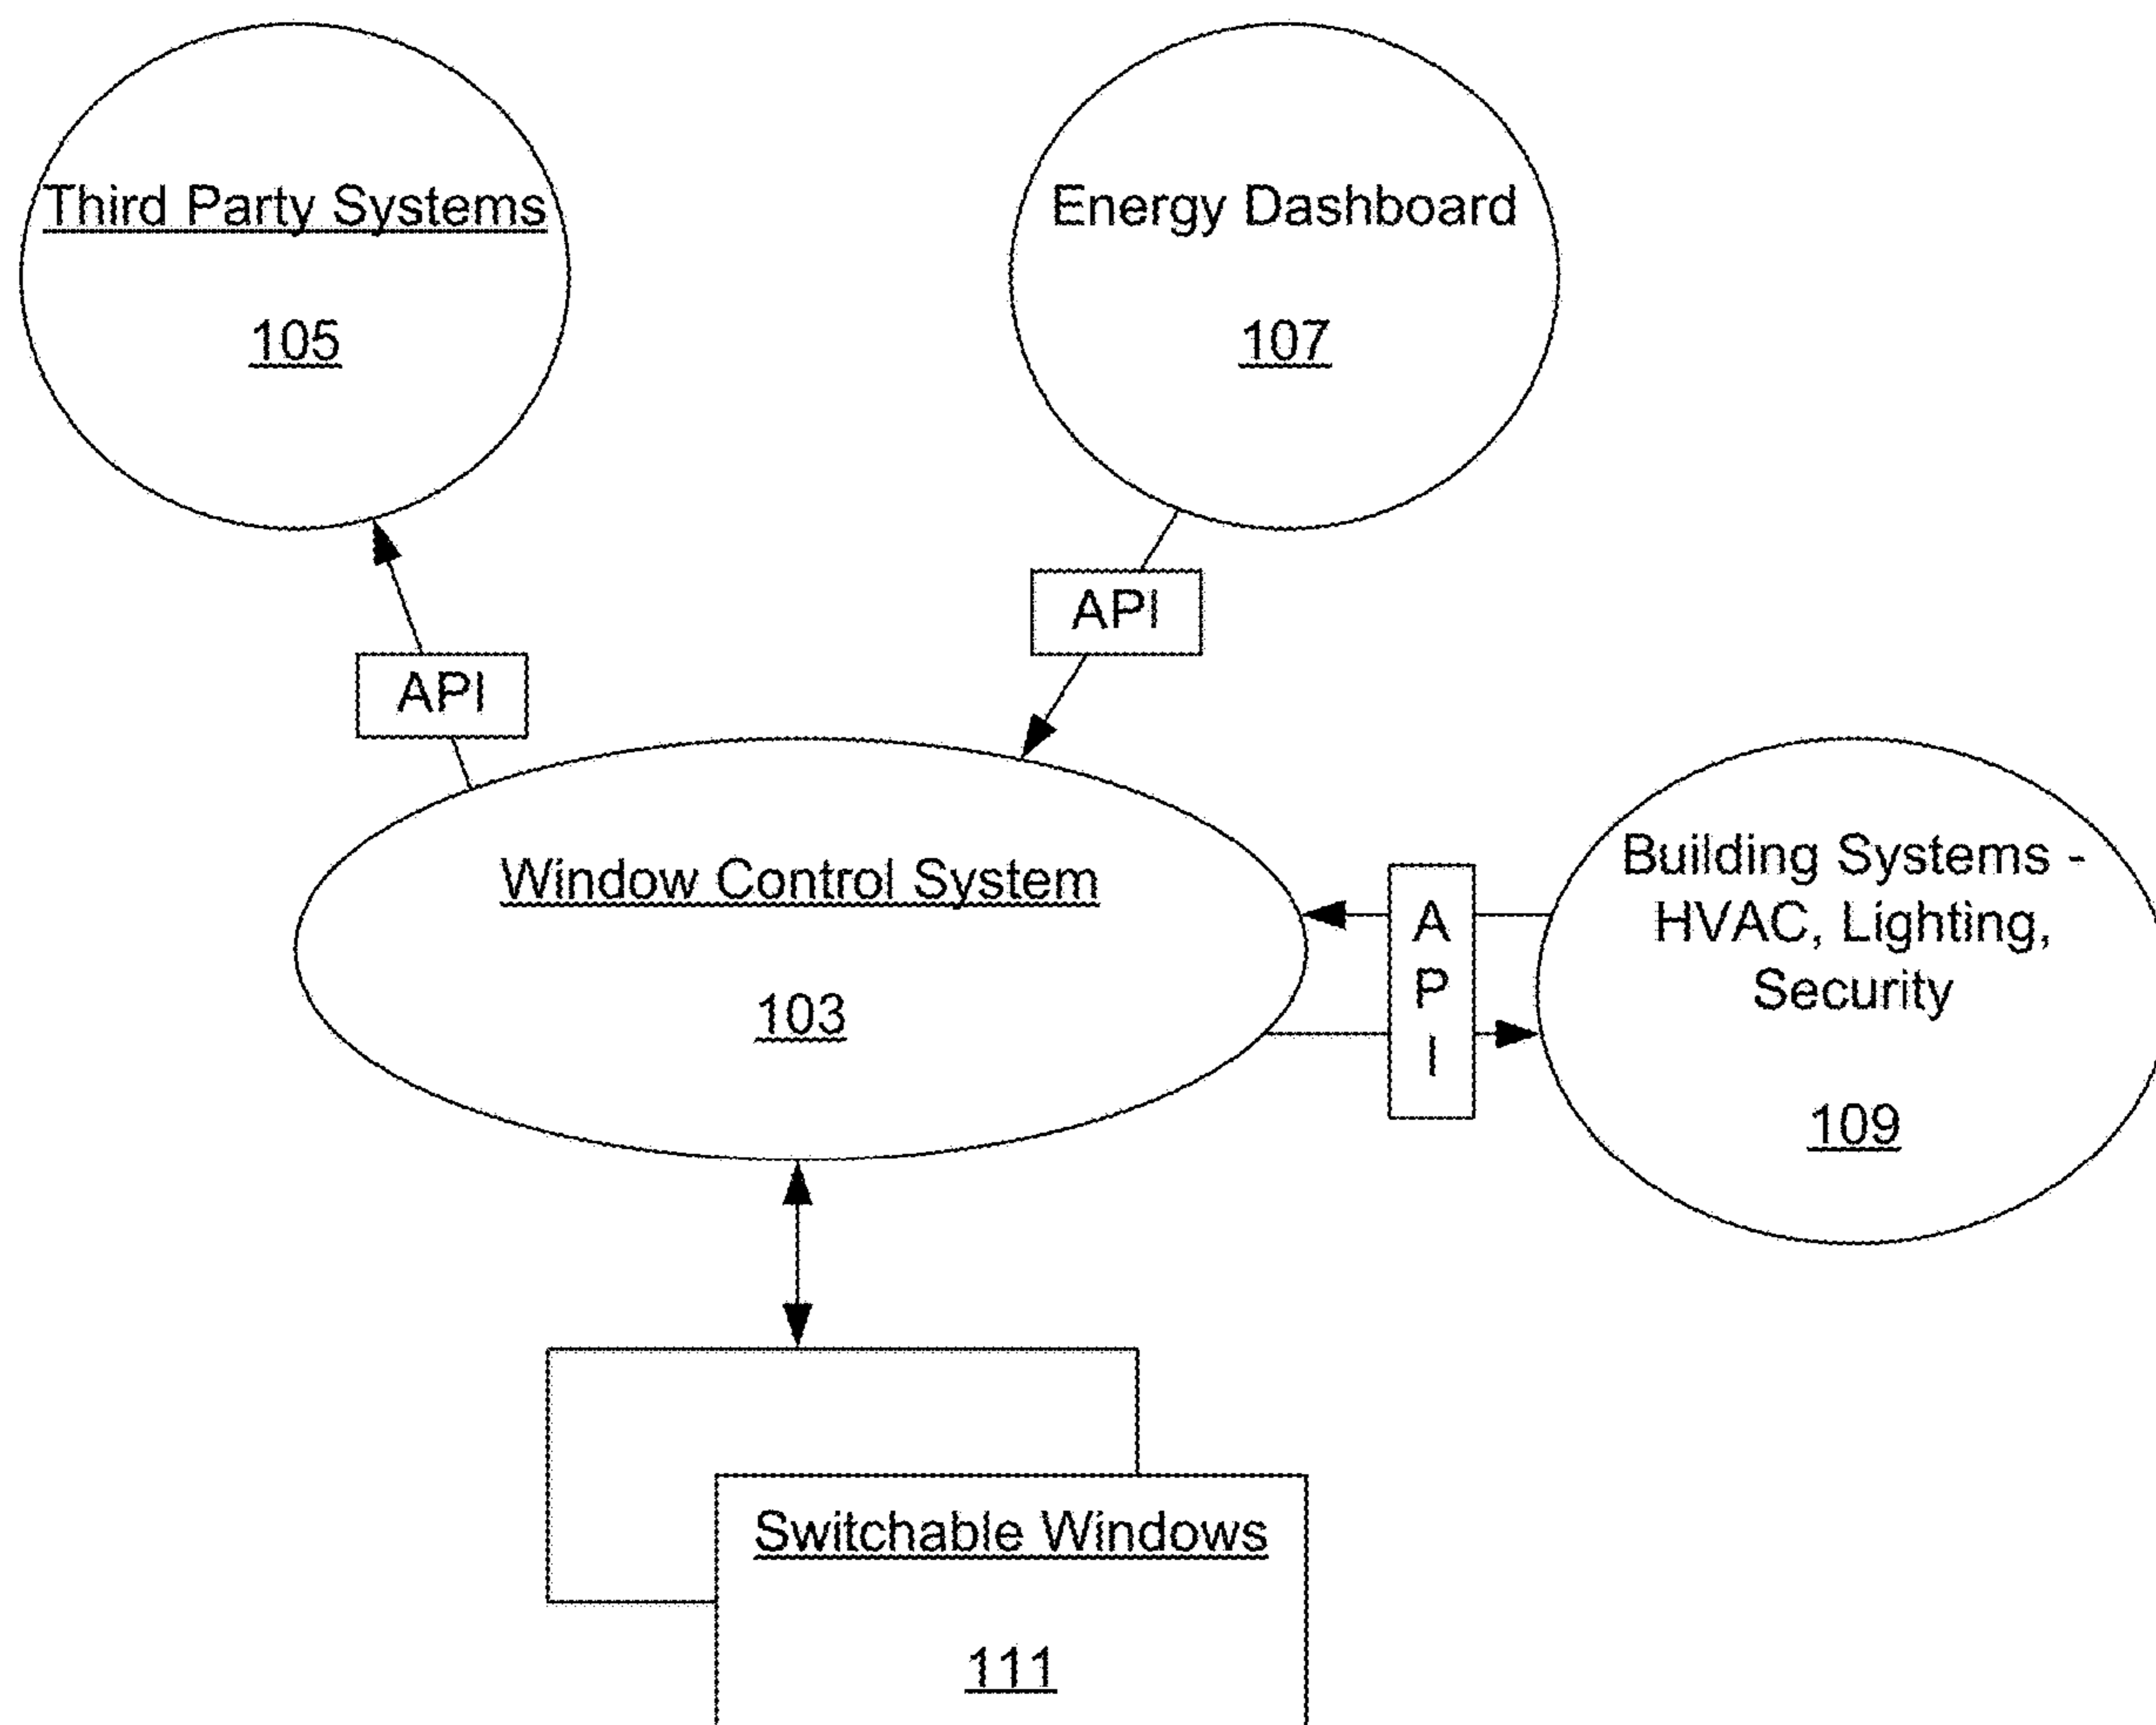 Third Party Systems
105
Energy Dashboard
107
API
API
Window Control System
103
A
P
I
Building Systems -
HVAC, Lighting,
Security
109
Switchable Windows
111